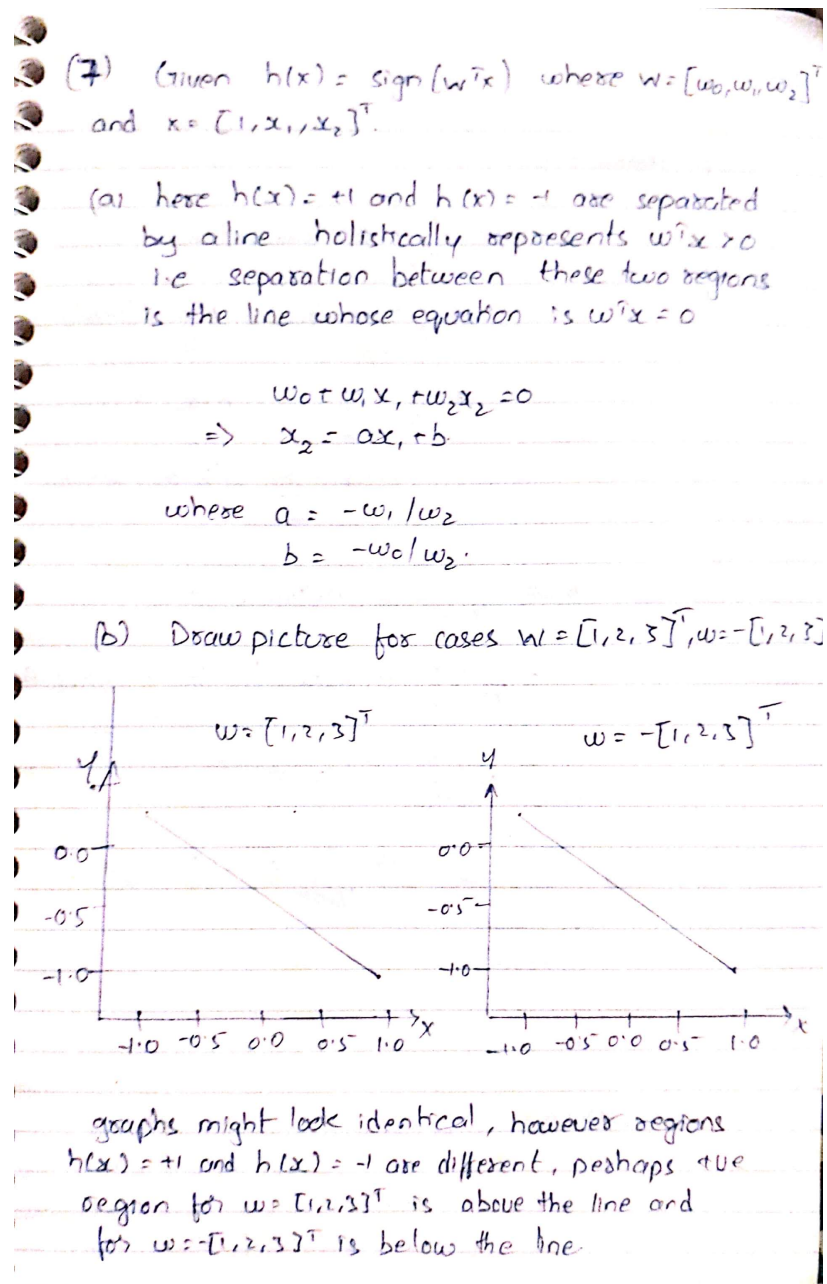 (7) Given h(x) = sign(wᵀx) where w = [w₀, w₁, w₂]ᵀ
and x = [1, x₁, x₂]ᵀ.
(a) here h(x) = +1 and h(x) = -1 are separated
by a line holistically represents wᵀx > 0
i.e separation between these two regions
is the line whose equation is wᵀx = 0
w₀ + w₁x₁ + w₂x₂ = 0
=> x₂ = ax₁ + b.
where a = -w₁/w₂
b = -w₀/w₂.
(b) Draw picture for cases w = [1, 2, 3]ᵀ, w = -[1, 2, 3]
w = [1, 2, 3]ᵀ
y
0.0
-0.5
-1.0
-1.0 -0.5 0.0 0.5 1.0 x
w = -[1, 2, 3]ᵀ
y
0.0
-0.5
-1.0
-1.0 -0.5 0.0 0.5 1.0 x
graphs might look identical, however regions
h(x) = +1 and h(x) = -1 are different, perhaps +ve
region for w = [1, 2, 3]ᵀ is above the line and
for w = -[1, 2, 3]ᵀ is below the line